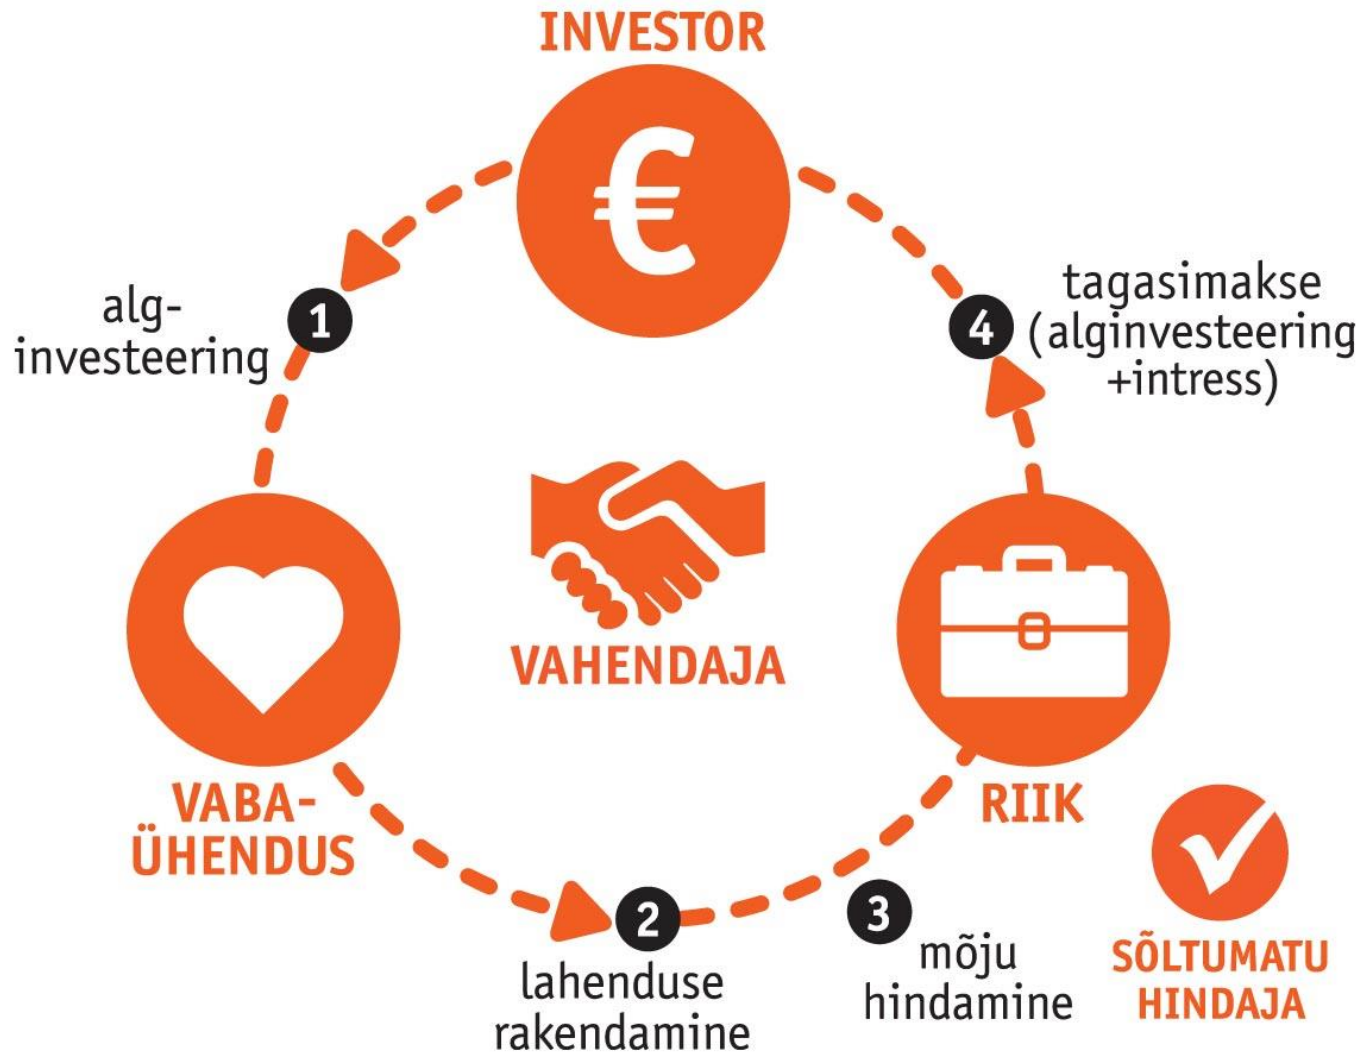 INVESTOR
€
1
alg-
investeering
4
tagasimakse
(alginvesteering
+intress)
VAHENDAJA
VABA-
ÜHENDUS
RIIK
2
lahenduse
rakendamine
3
mõju
hindamine
SÕLTUMATU
HINDAJA